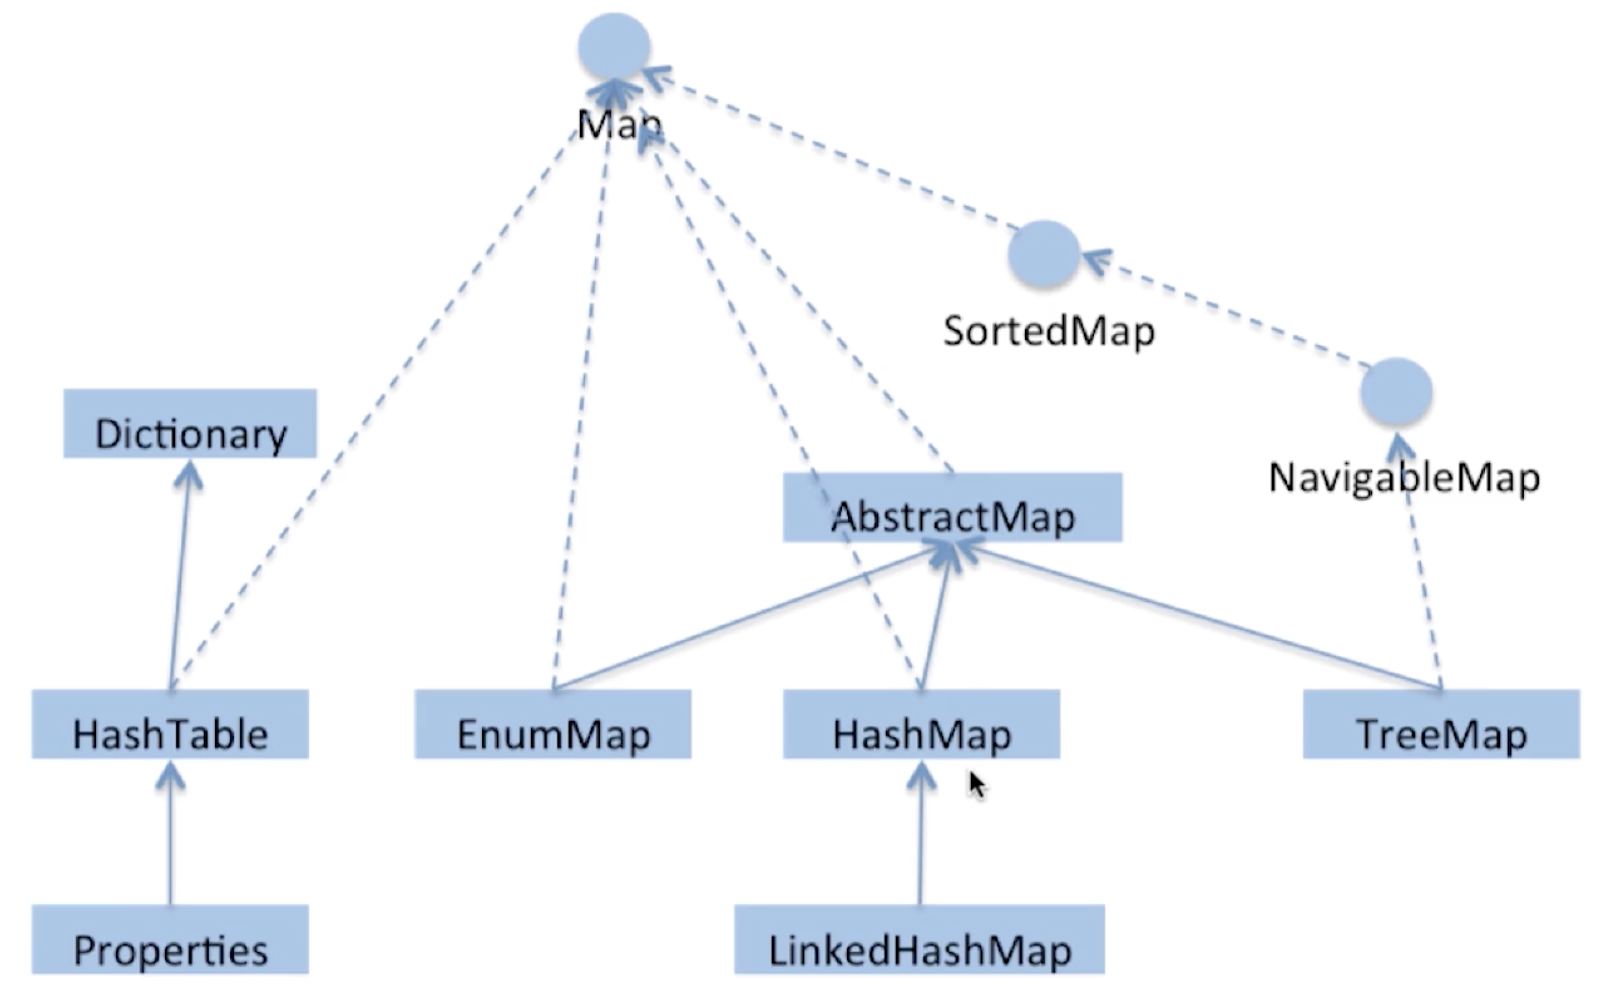 Map
SortedMap
Dictionary
NavigableMap
AbstractMap
HashTable
EnumMap
HashMap
TreeMap
Properties
LinkedHashMap